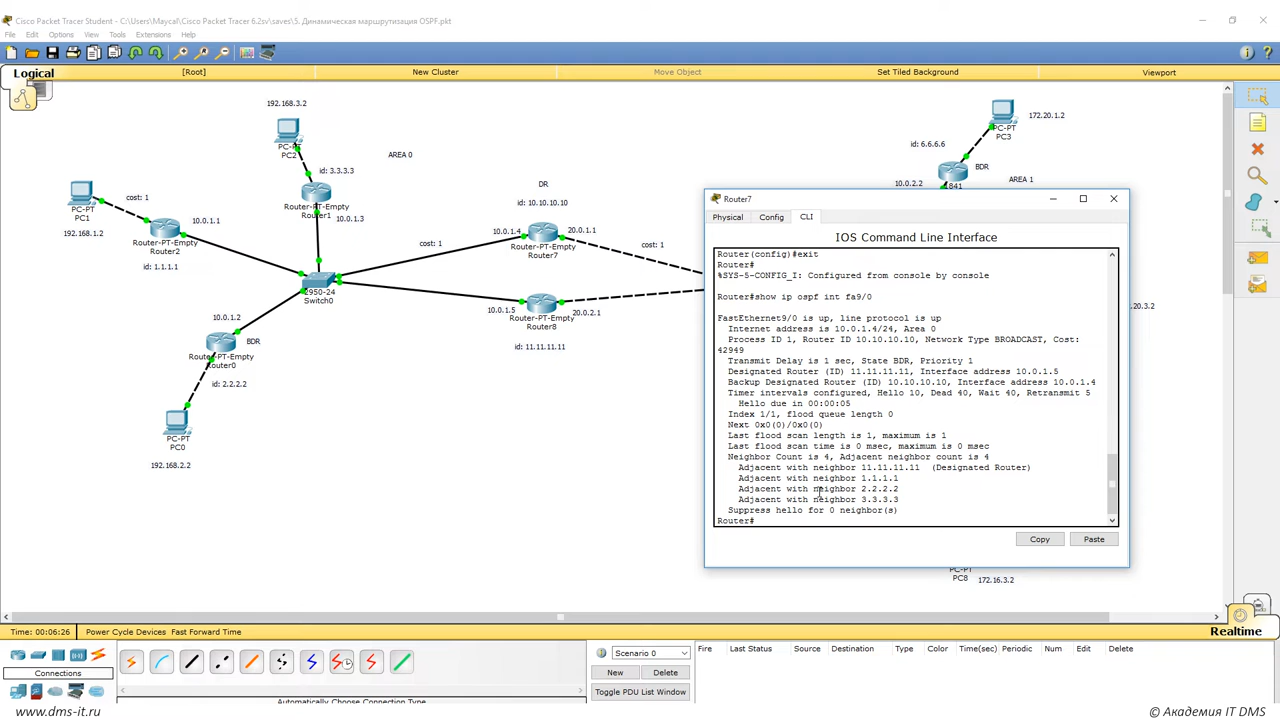 Cisco Packet Tracer Student - C:\Users\Maycal\Cisco Packet Tracer 6.2sv\saves\5. Динамическая маршрутизация OSPF.pkt
File Edit Options View Tools Extensions Help
Logical
[Root]
New Cluster
Move Object
Set Tiled Background
Viewport
192.168.3.2
PC-PT
PC2
AREA 0
id: 3.3.3.3
Router-PT-Empty
Router1
10.0.1.3
cost: 1
PC-PT
PC1
192.168.1.2
10.0.1.1
Router-PT-Empty
Router2
id: 1.1.1.1
2950-24
Switch0
10.0.1.2
BDR
Router-PT-Empty
Router0
id: 2.2.2.2
PC-PT
PC0
192.168.2.2
DR
id: 10.10.10.10
cost: 1
10.0.1.4
20.0.1.1
Router-PT-Empty
Router7
cost: 1
10.0.1.5
20.0.2.1
Router-PT-Empty
Router8
id: 11.11.11.11
PC-PT
PC3
172.20.1.2
id: 6.6.6.6
BDR
10.0.2.2
1841
AREA 1
20.3.2
PC-PT
PC8
172.16.3.2
Router7
Physical Config CLI
IOS Command Line Interface
Router(config)#exit
Router#
%SYS-5-CONFIG_I: Configured from console by console
Router#show ip ospf int fa9/0
FastEthernet9/0 is up, line protocol is up
Internet address is 10.0.1.4/24, Area 0
Process ID 1, Router ID 10.10.10.10, Network Type BROADCAST, Cost:
42949
Transmit Delay is 1 sec, State BDR, Priority 1
Designated Router (ID) 11.11.11.11, Interface address 10.0.1.5
Backup Designated Router (ID) 10.10.10.10, Interface address 10.0.1.4
Timer intervals configured, Hello 10, Dead 40, Wait 40, Retransmit 5
Hello due in 00:00:05
Index 1/1, flood queue length 0
Next 0x0(0)/0x0(0)
Last flood scan length is 1, maximum is 1
Last flood scan time is 0 msec, maximum is 0 msec
Neighbor Count is 4, Adjacent neighbor count is 4
Adjacent with neighbor 11.11.11.11 (Designated Router)
Adjacent with neighbor 1.1.1.1
Adjacent with neighbor 2.2.2.2
Adjacent with neighbor 3.3.3.3
Suppress hello for 0 neighbor(s)
Router#
Copy Paste
Time: 00:06:26 Power Cycle Devices Fast Forward Time
Realtime
Connections
Automatically Choose Connection Type
Scenario 0
New Delete
Toggle PDU List Window
Fire Last Status Source Destination Type Color Time(sec) Periodic Num Edit Delete
www.dms-it.ru
© Академия IT DMS